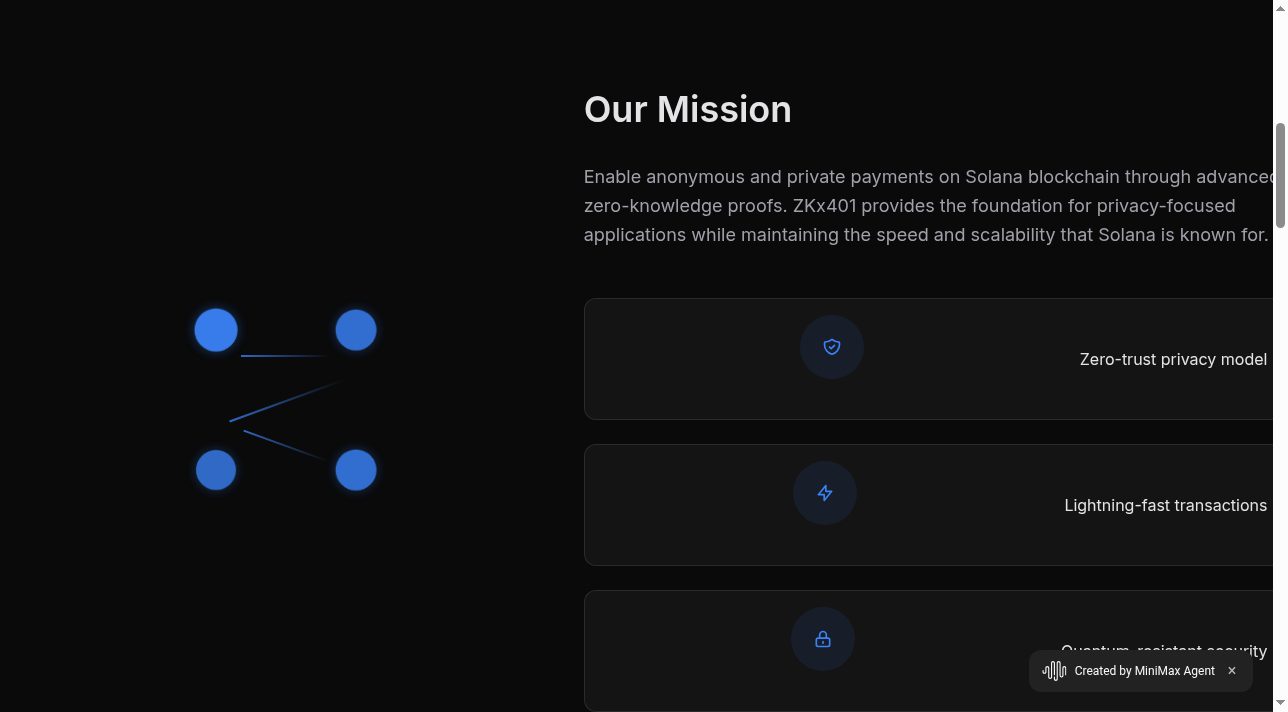 Our Mission
Enable anonymous and private payments on Solana blockchain through advanced
zero-knowledge proofs. ZKx401 provides the foundation for privacy-focused
applications while maintaining the speed and scalability that Solana is known for.
Zero-trust privacy model
Lightning-fast transactions
Quantum-resistant security
Created by MiniMax Agent ×